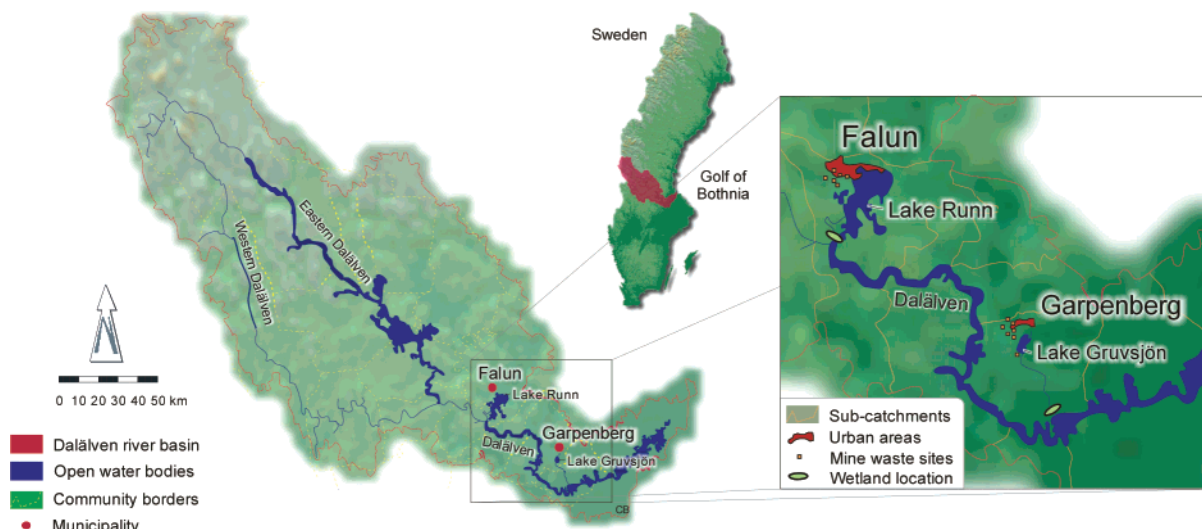 Sweden
Golf of
Bothnia
Eastern Dalälven
Western Dalälven
0 10 20 30 40 50 km
Falun
Lake Runn
Garpenberg
Dalälven
Lake Gruvsjön
CB
Dalälven river basin
Open water bodies
Community borders
Municipality
Falun
Lake Runn
Dalälven
Garpenberg
Lake Gruvsjön
Sub-catchments
Urban areas
Mine waste sites
Wetland location